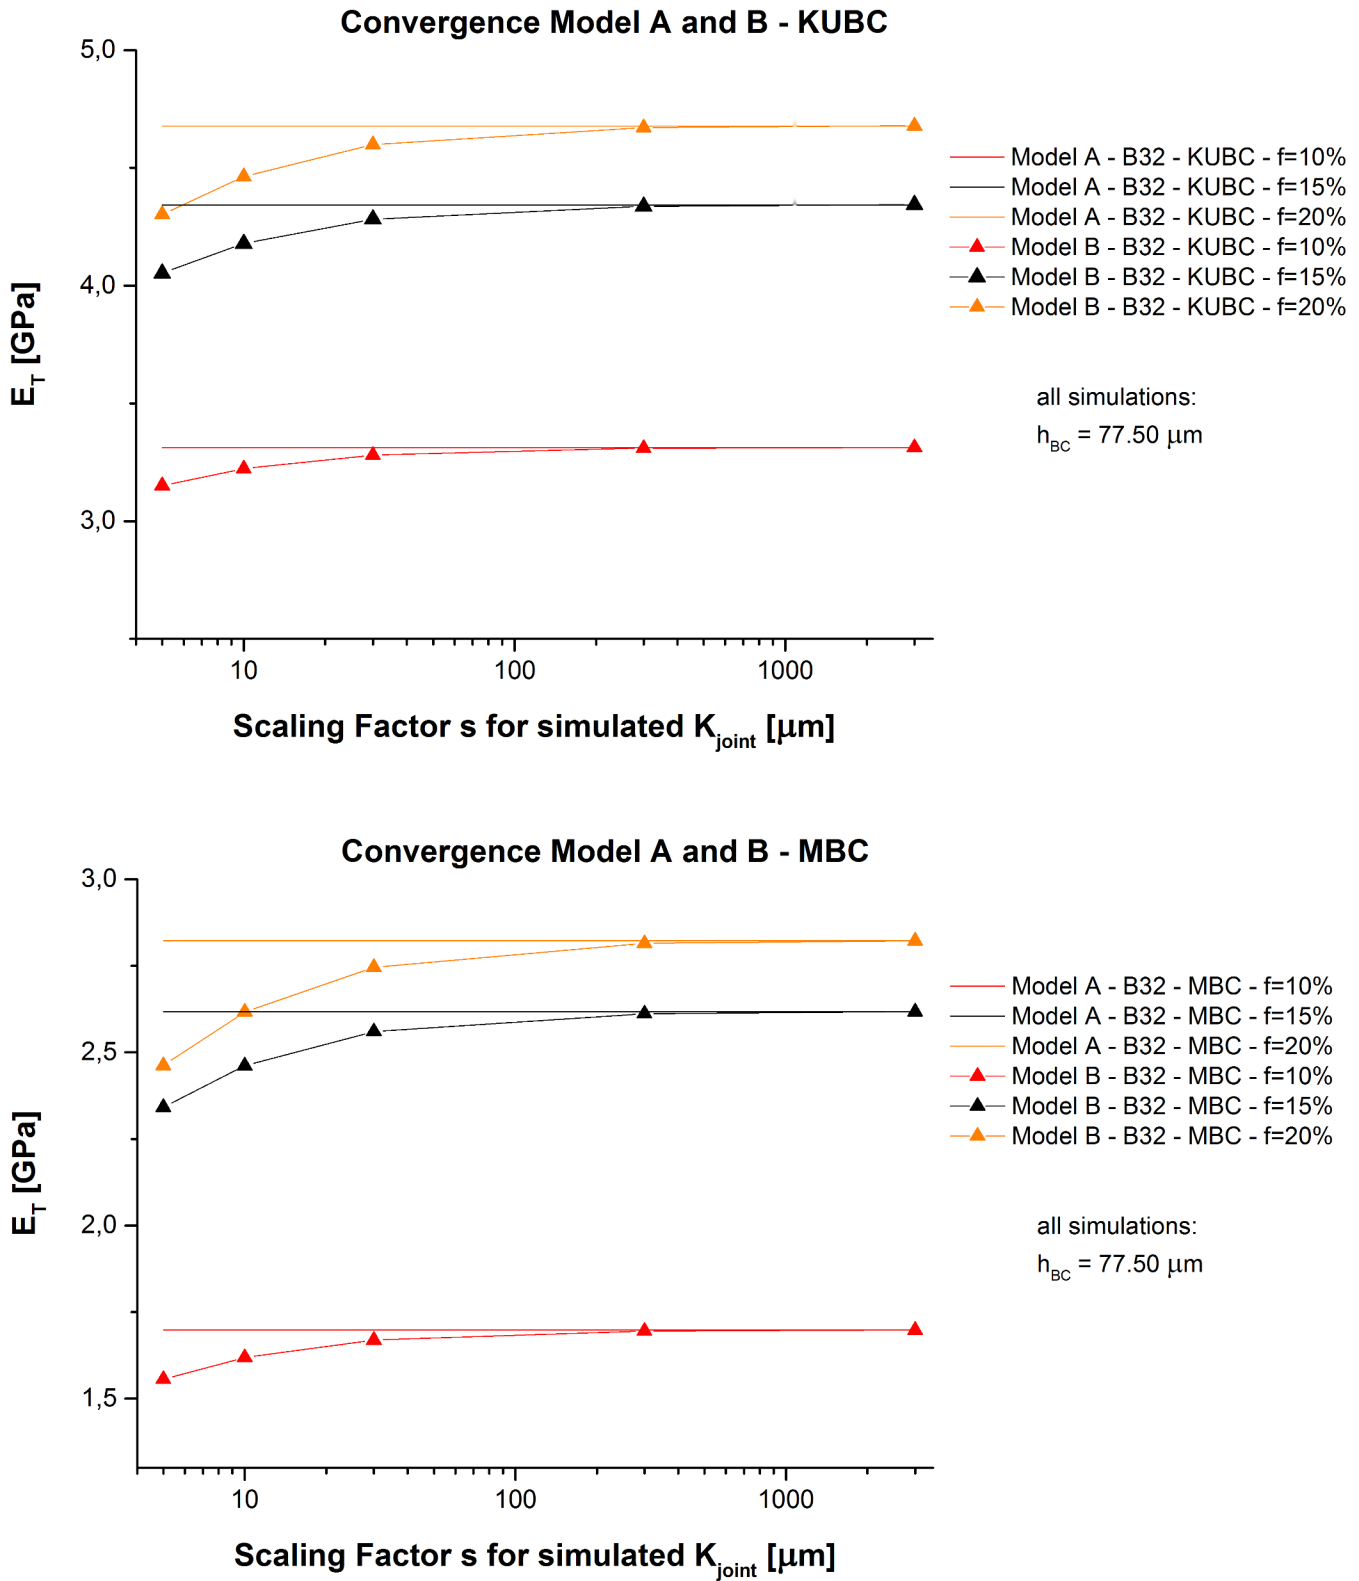 Convergence Model A and B - KUBC
5,0
4,0
3,0
E_T [GPa]
10 100 1000
Scaling Factor s for simulated K_joint [μm]
Model A - B32 - KUBC - f=10%
Model A - B32 - KUBC - f=15%
Model A - B32 - KUBC - f=20%
Model B - B32 - KUBC - f=10%
Model B - B32 - KUBC - f=15%
Model B - B32 - KUBC - f=20%
all simulations:
h_BC = 77.50 μm
Convergence Model A and B - MBC
3,0
2,5
2,0
1,5
E_T [GPa]
10 100 1000
Scaling Factor s for simulated K_joint [μm]
Model A - B32 - MBC - f=10%
Model A - B32 - MBC - f=15%
Model A - B32 - MBC - f=20%
Model B - B32 - MBC - f=10%
Model B - B32 - MBC - f=15%
Model B - B32 - MBC - f=20%
all simulations:
h_BC = 77.50 μm